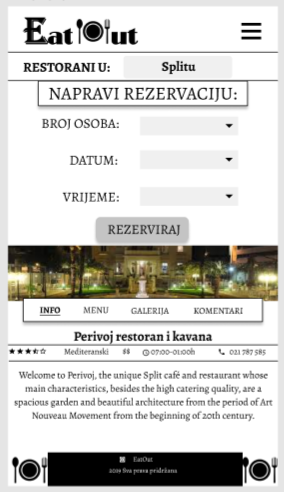 Eat Out
RESTORANI U: Splitu
NAPRAVI REZERVACIJU:
BROJ OSOBA:
DATUM:
VRIJEME:
REZERVIRAJ
INFO MENU GALERIJA KOMENTARI
Perivoj restoran i kavana
Mediteranski $$ 07:00-01:00h 021 787 585
Welcome to Perivoj, the unique Split café and restaurant whose
main characteristics, besides the high catering quality, are a
spacious garden and beautiful architecture from the period of Art
Nouveau Movement from the beginning of 20th century.
EatOut
2019 Sva prava pridržana